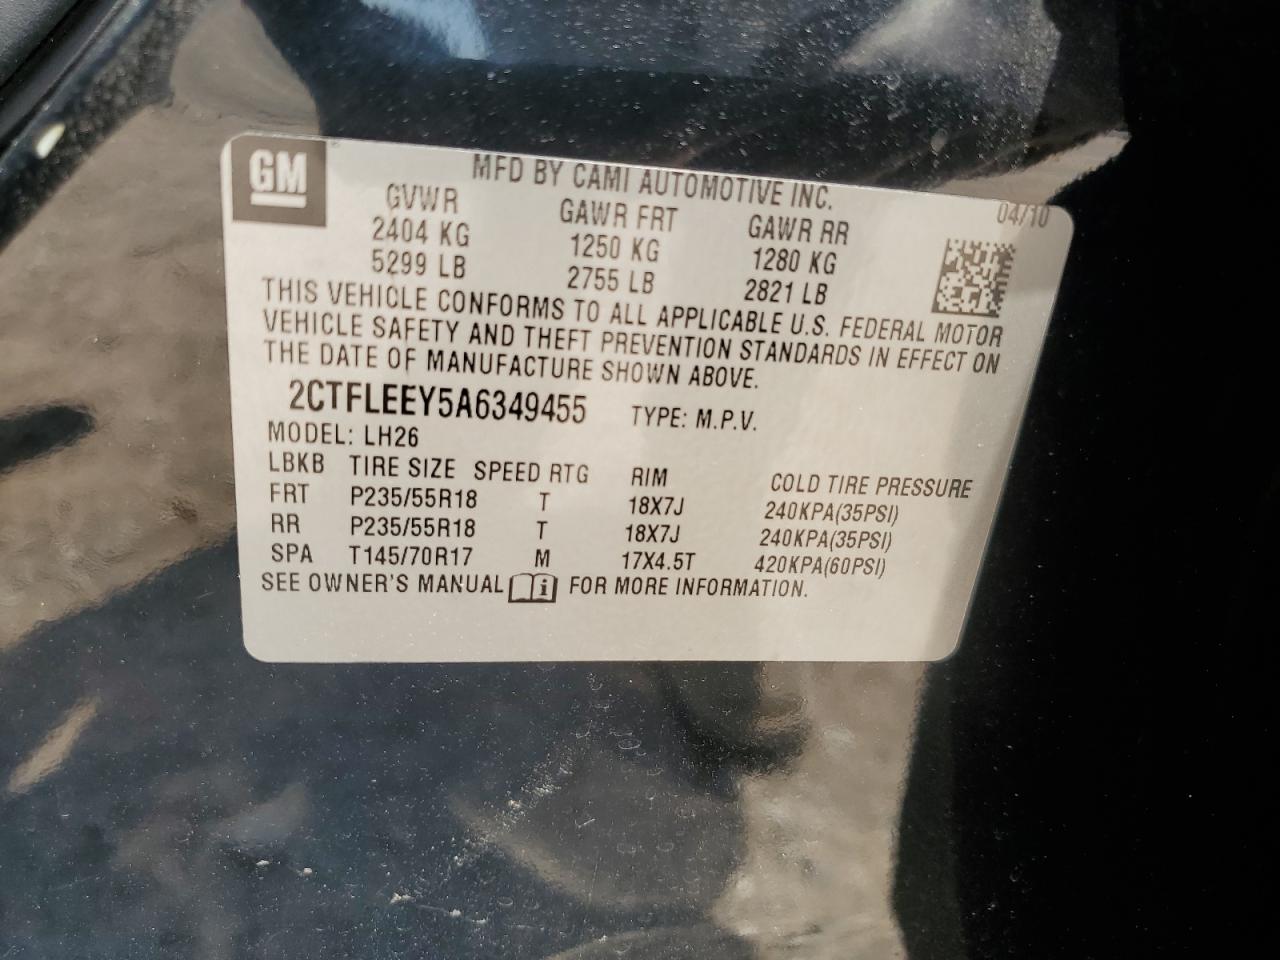 GM
MFD BY CAMI AUTOMOTIVE INC.
04/10
GVWR GAWR FRT GAWR RR
2404 KG 1250 KG 1280 KG
5299 LB 2755 LB 2821 LB
THIS VEHICLE CONFORMS TO ALL APPLICABLE U.S. FEDERAL MOTOR
VEHICLE SAFETY AND THEFT PREVENTION STANDARDS IN EFFECT ON
THE DATE OF MANUFACTURE SHOWN ABOVE.
2CTFLEEY5A6349455 TYPE: M.P.V.
MODEL: LH26
LBKB TIRE SIZE SPEED RTG RIM COLD TIRE PRESSURE
FRT P235/55R18 T 18X7J 240KPA(35PSI)
RR P235/55R18 T 18X7J 240KPA(35PSI)
SPA T145/70R17 M 17X4.5T 420KPA(60PSI)
SEE OWNER'S MANUAL i FOR MORE INFORMATION.